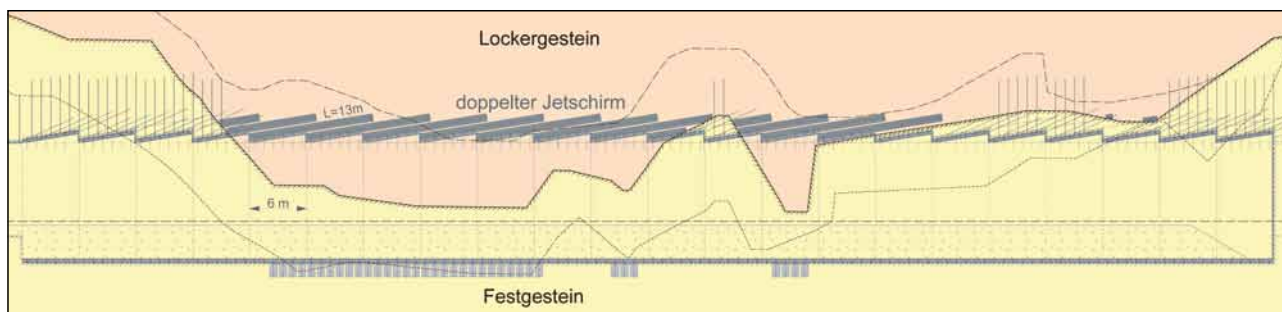 Lockergestein
L=13m
doppelter Jetschirm
6 m
Festgestein